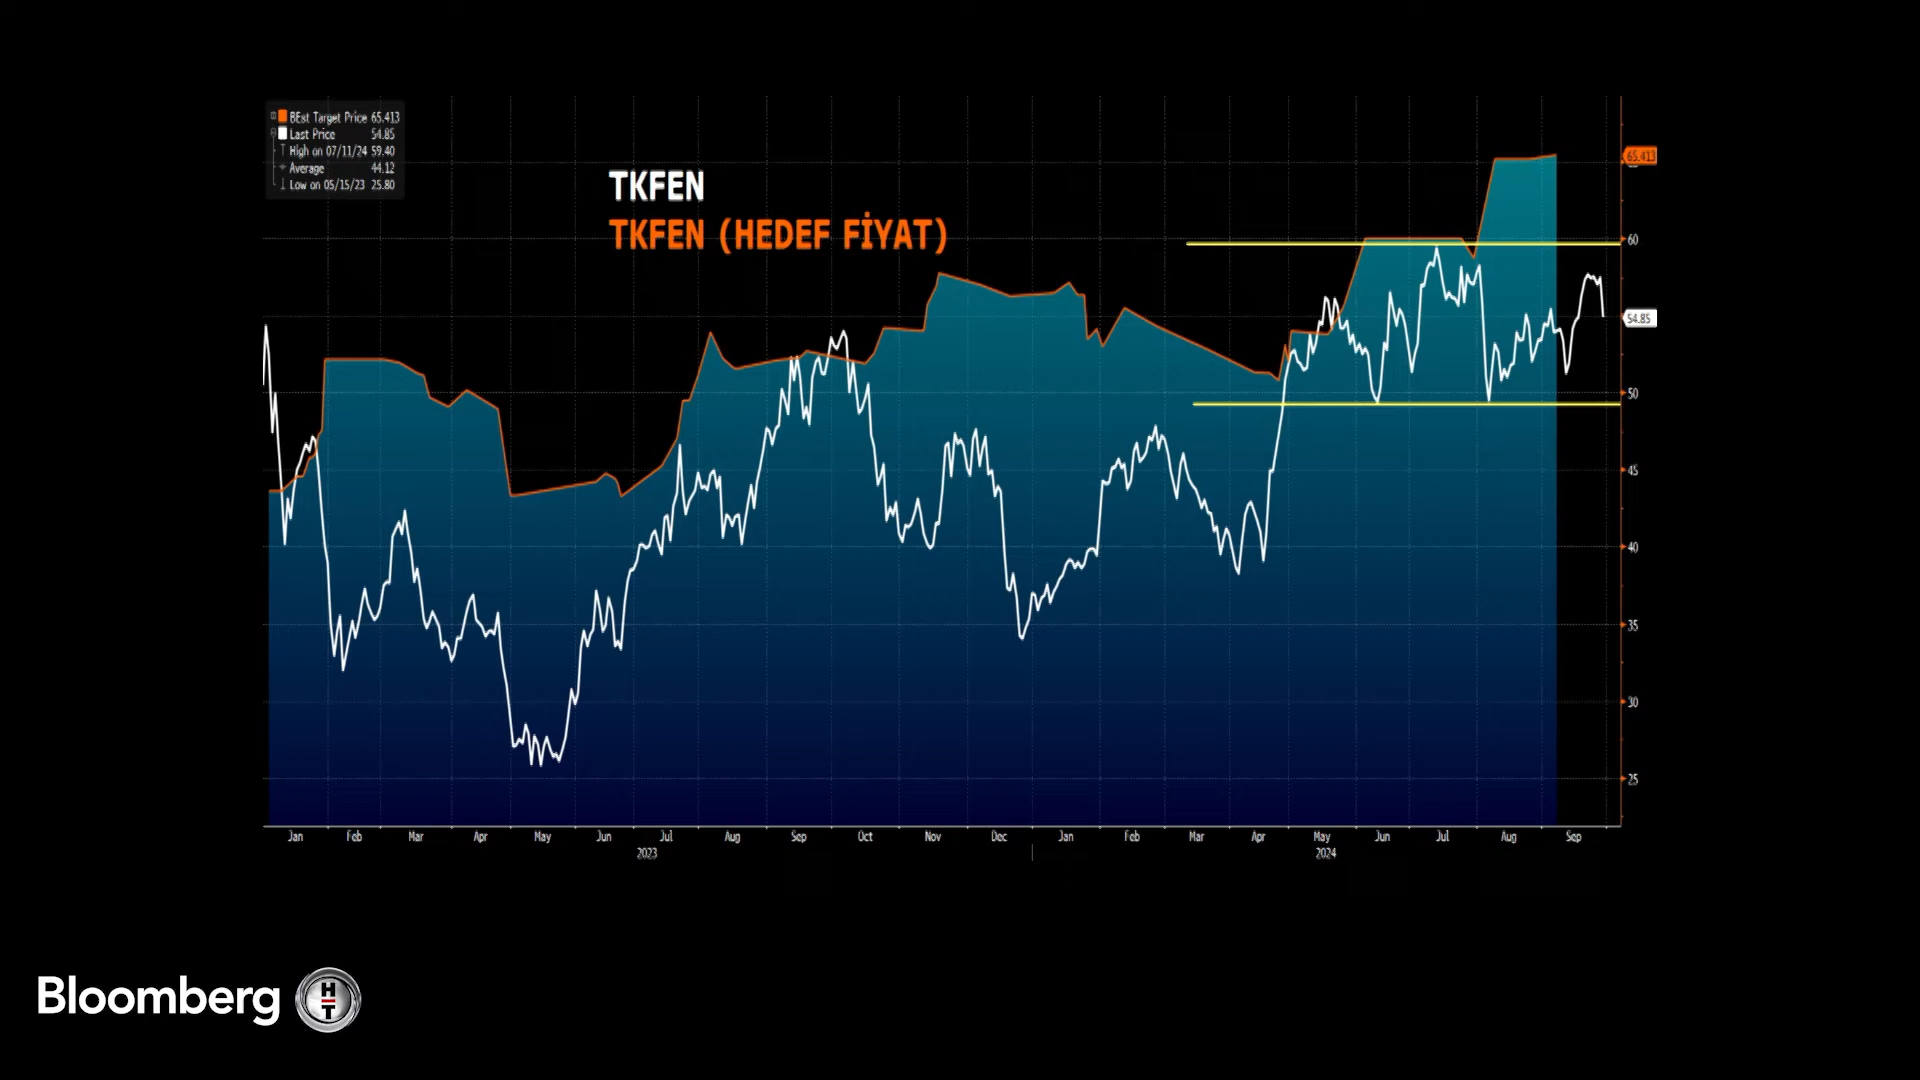 BEst Target Price 65.413
Last Price 54.85
High on 07/11/24 59.40
Average 44.12
Low on 05/15/23 25.80
TKFEN
TKFEN (HEDEF FİYAT)
65.413
60
54.85
50
45
40
35
30
25
Jan Feb Mar Apr May Jun Jul Aug Sep Oct Nov Dec Jan Feb Mar Apr May Jun Jul Aug Sep
2023 2024
Bloomberg HT